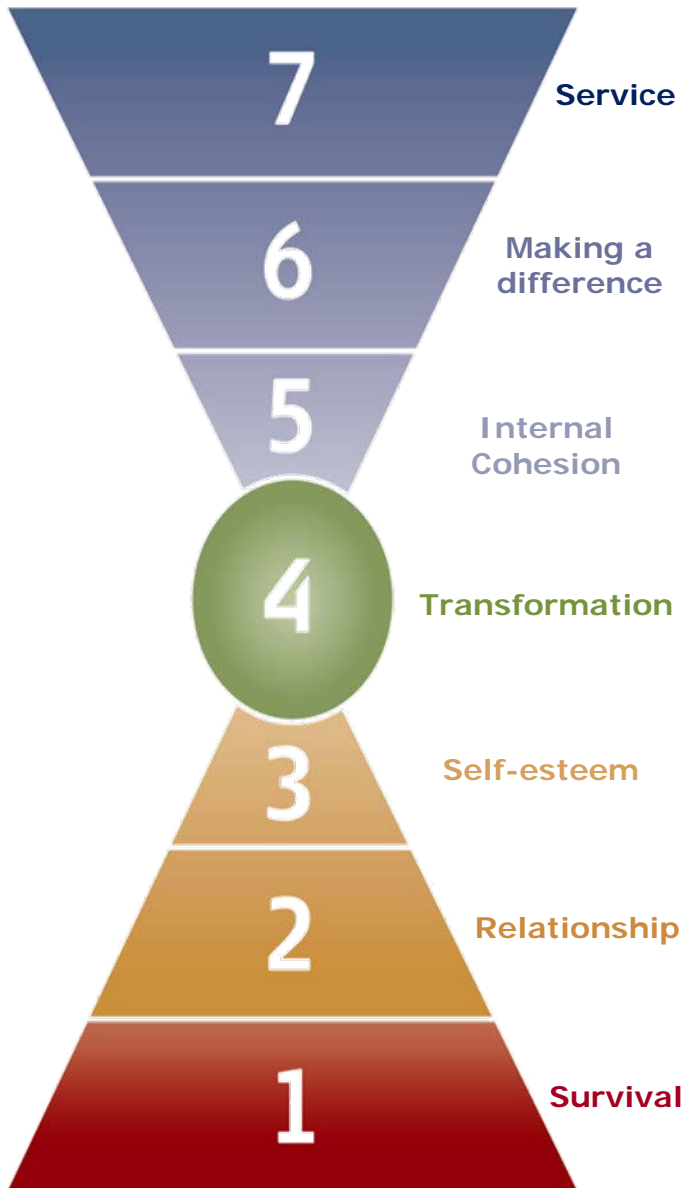 7
Service
6
Making a
difference
5
Internal
Cohesion
4
Transformation
3
Self-esteem
2
Relationship
1
Survival